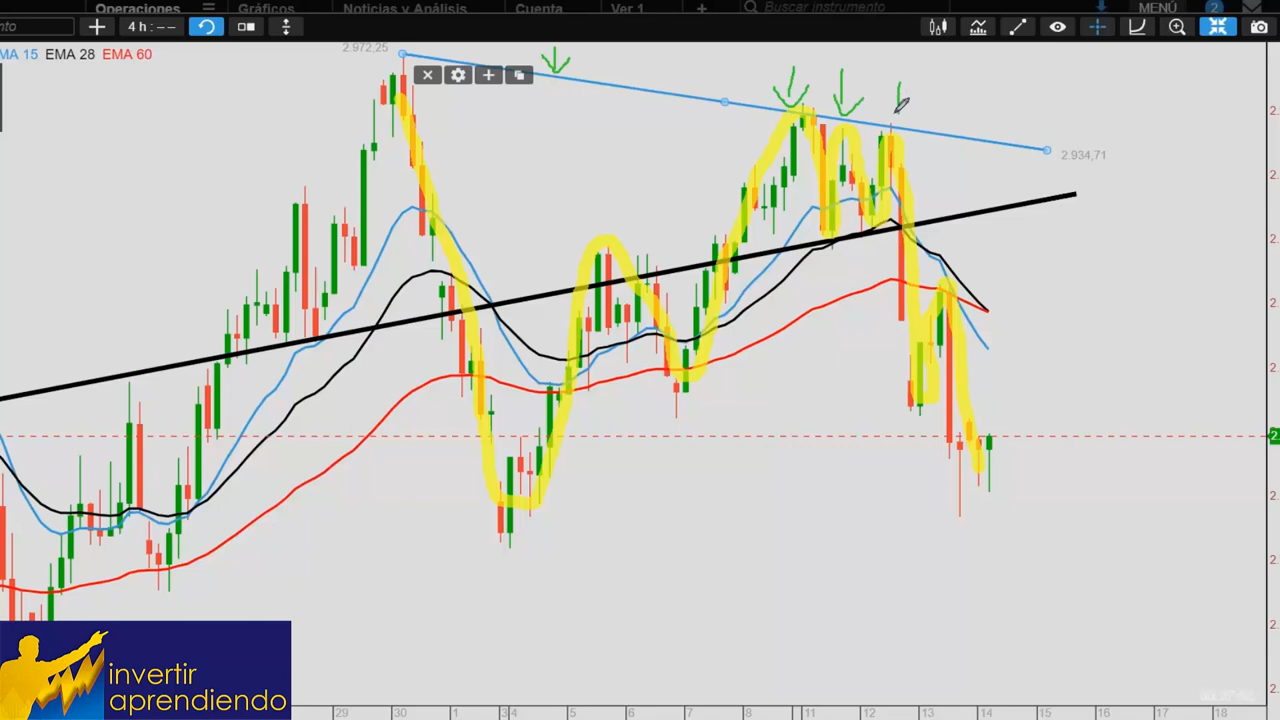 Operaciones
Gráficos
Noticias y Análisis
Cuenta
Ver 1
Buscar instrumento
MENÚ
2
4 h : – –
EMA 28 EMA 60
2.972,25
2.934,71
invertir
aprendiendo
29 30 1 3 4 5 6 7 8 11 12 13 14 15 16 17 18